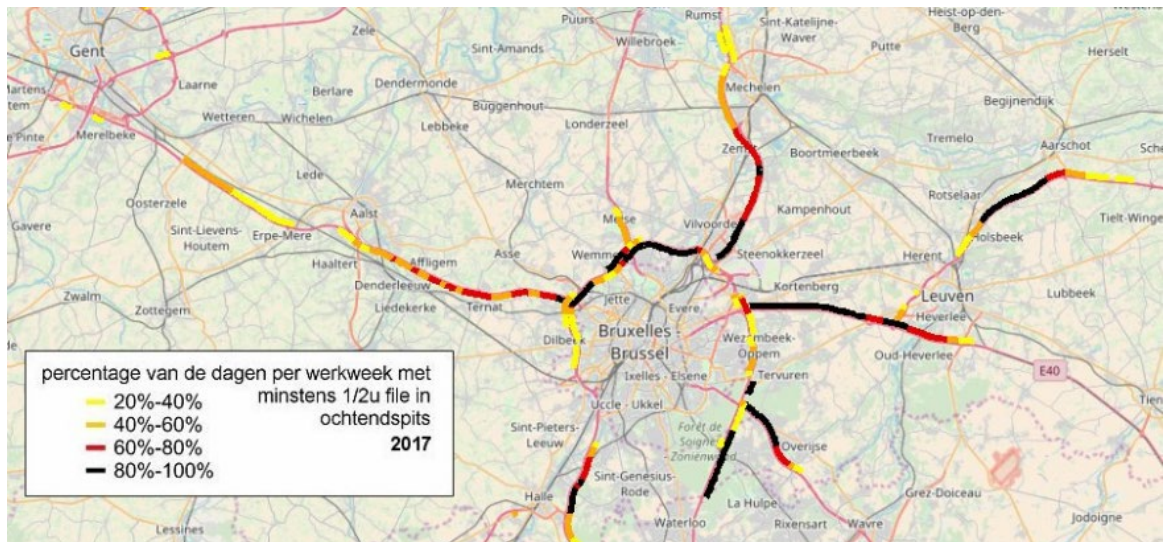 Puurs
Rumst
Sint-Katelijne-
Waver
Heist-op-den-
Berg
Gent
Zele
Sint-Amands
Willebroek
Putte
Herselt
Laarne
Berlare
Dendermonde
Mechelen
Wetteren
Wichelen
Buggenhout
Begijnendijk
De Pinte
Merelbeke
Lebbeke
Londerzeel
Tremelo
Aarschot
Zemst
Boortmeerbeek
Lede
Merchtem
Rotselaar
Oosterzele
Aalst
Meise
Vilvoorde
Kampenhout
Tielt-Winge
Gavere
Sint-Lievens-
Houtem
Erpe-Mere
Asse
Wemmel
Steenokkerzeel
Herent
Holsbeek
Haaltert
Affligem
Denderleeuw
Kortenberg
Zwalm
Zottegem
Liedekerke
Ternat
Jette
Evere
Leuven
Lubbeek
Heverlee
Bruxelles -
Brussel
Dilbeek
Wezembeek-
Oppem
Oud-Heverlee
Ixelles - Elsene
Tervuren
E40
Uccle - Ukkel
Sint-Pieters-
Leeuw
Forêt de
Soignes -
Zoniënwoud
Overijse
Sint-Genesius-
Rode
Halle
La Hulpe
Grez-Doiceau
Lessines
Waterloo
Rixensart
Wavre
Jodoigne
percentage van de dagen per werkweek met
minstens 1/2u file in
ochtendspits
2017
20%-40%
40%-60%
60%-80%
80%-100%